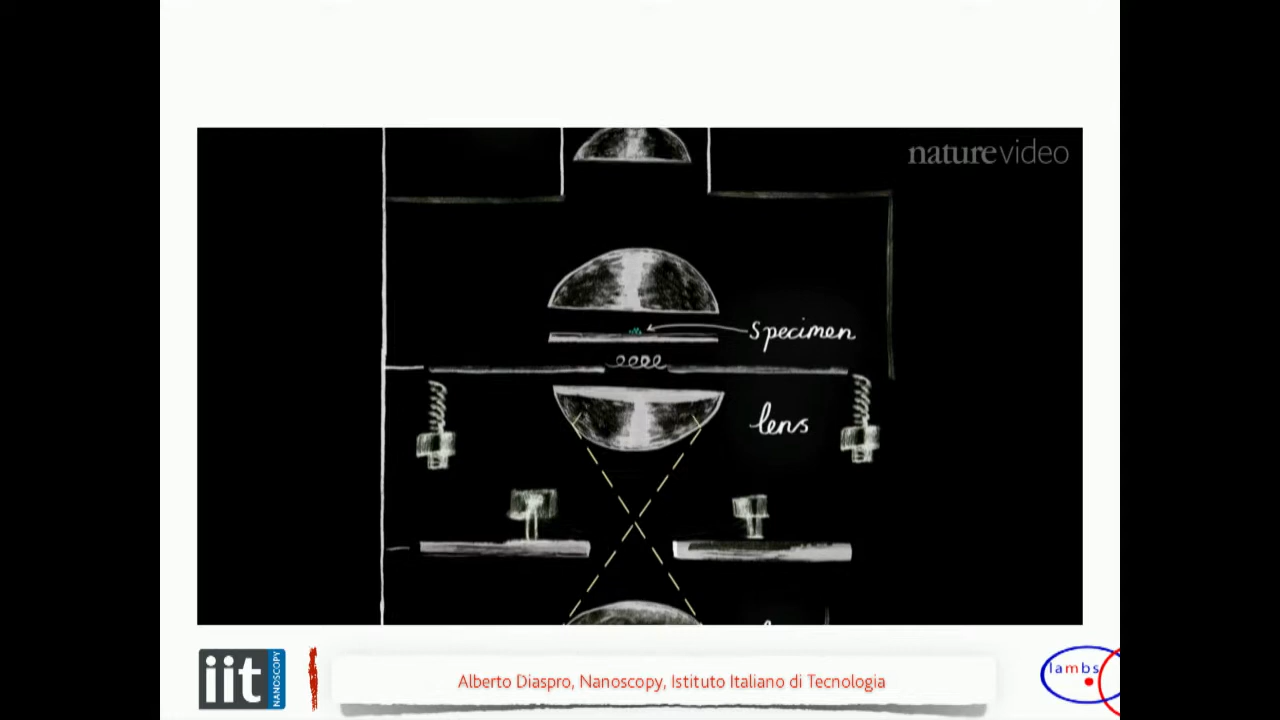 naturevideo
specimen
lens
iit
NANOSCOPY
Alberto Diaspro, Nanoscopy, Istituto Italiano di Tecnologia
lambs